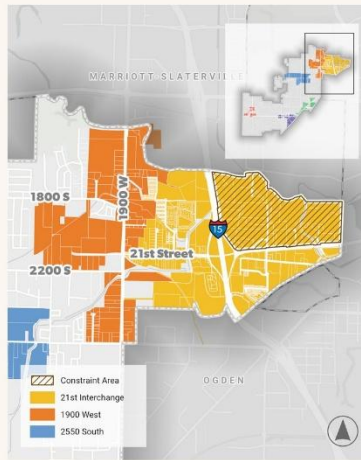 MARRIOTT-SLATERVILLE
1800 S
1900 W
15
21st Street
2200 S
OGDEN
Constraint Area
21st Interchange
1900 West
2550 South